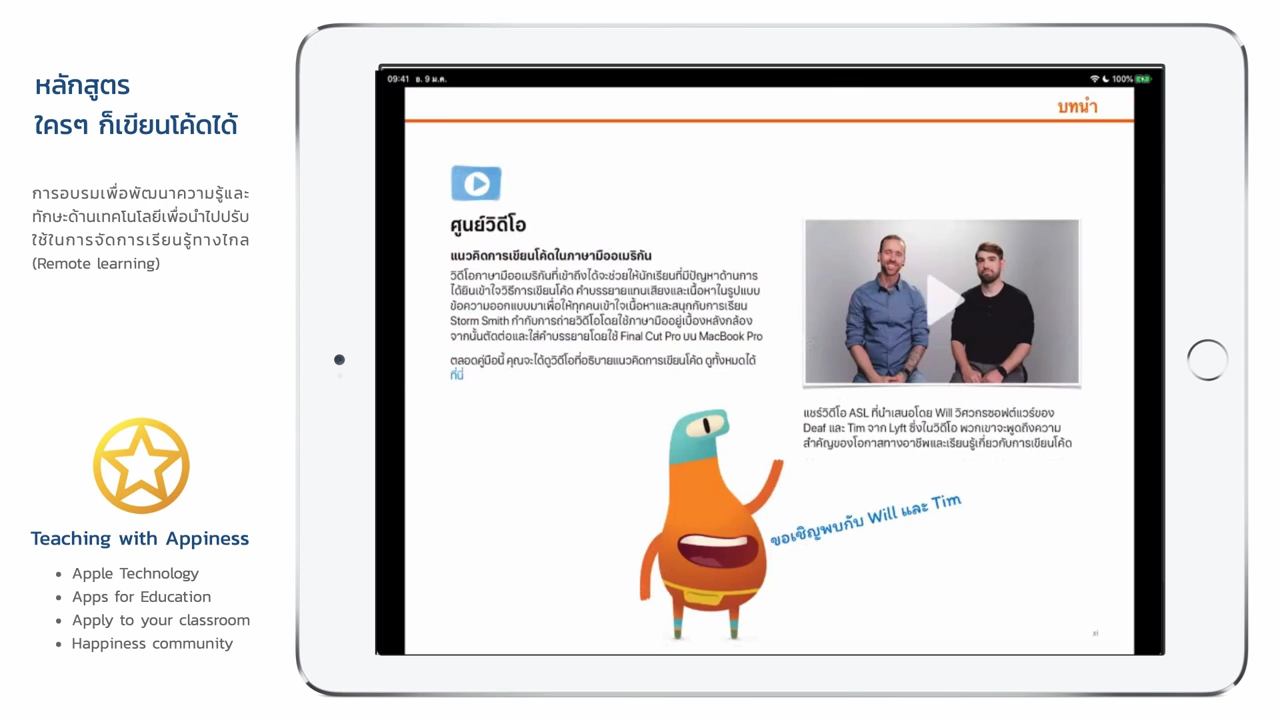 หลักสูตร
ใครๆ ก็เขียนโค้ดได้
การอบรมเพื่อพัฒนาความรู้และ
ทักษะด้านเทคโนโลยีเพื่อนำไปปรับ
ใช้ในการจัดการเรียนรู้ทางไกล
(Remote learning)
Teaching with Appiness
• Apple Technology
• Apps for Education
• Apply to your classroom
• Happiness community
09:41 อ. 9 ม.ค.
100%
บทนำ
ศูนย์วิดีโอ
แนวคิดการเขียนโค้ดในภาษามืออเมริกัน
วิดีโอภาษามืออเมริกันที่เข้าถึงได้จะช่วยให้นักเรียนที่มีปัญหาด้านการ
ได้ยินเข้าใจวิธีการเขียนโค้ด คำบรรยายแทนเสียงและเนื้อหาในรูปแบบ
ข้อความออกแบบมาเพื่อให้ทุกคนเข้าใจเนื้อหาและสนุกกับการเรียน
Storm Smith กำกับการถ่ายวิดีโอโดยใช้ภาษามืออยู่เบื้องหลังกล้อง
จากนั้นตัดต่อและใส่คำบรรยายโดยใช้ Final Cut Pro บน MacBook Pro
ตลอดคู่มือนี้ คุณจะได้ดูวิดีโอที่อธิบายแนวคิดการเขียนโค้ด ดูทั้งหมดได้
ที่นี่
แชร์วิดีโอ ASL ที่นำเสนอโดย Will วิศวกรซอฟต์แวร์ของ
Deaf และ Tim จาก Lyft ซึ่งในวิดีโอ พวกเขาจะพูดถึงความ
สำคัญของโอกาสทางอาชีพและเรียนรู้เกี่ยวกับการเขียนโค้ด
ขอเชิญพบกับ Will และ Tim
xi